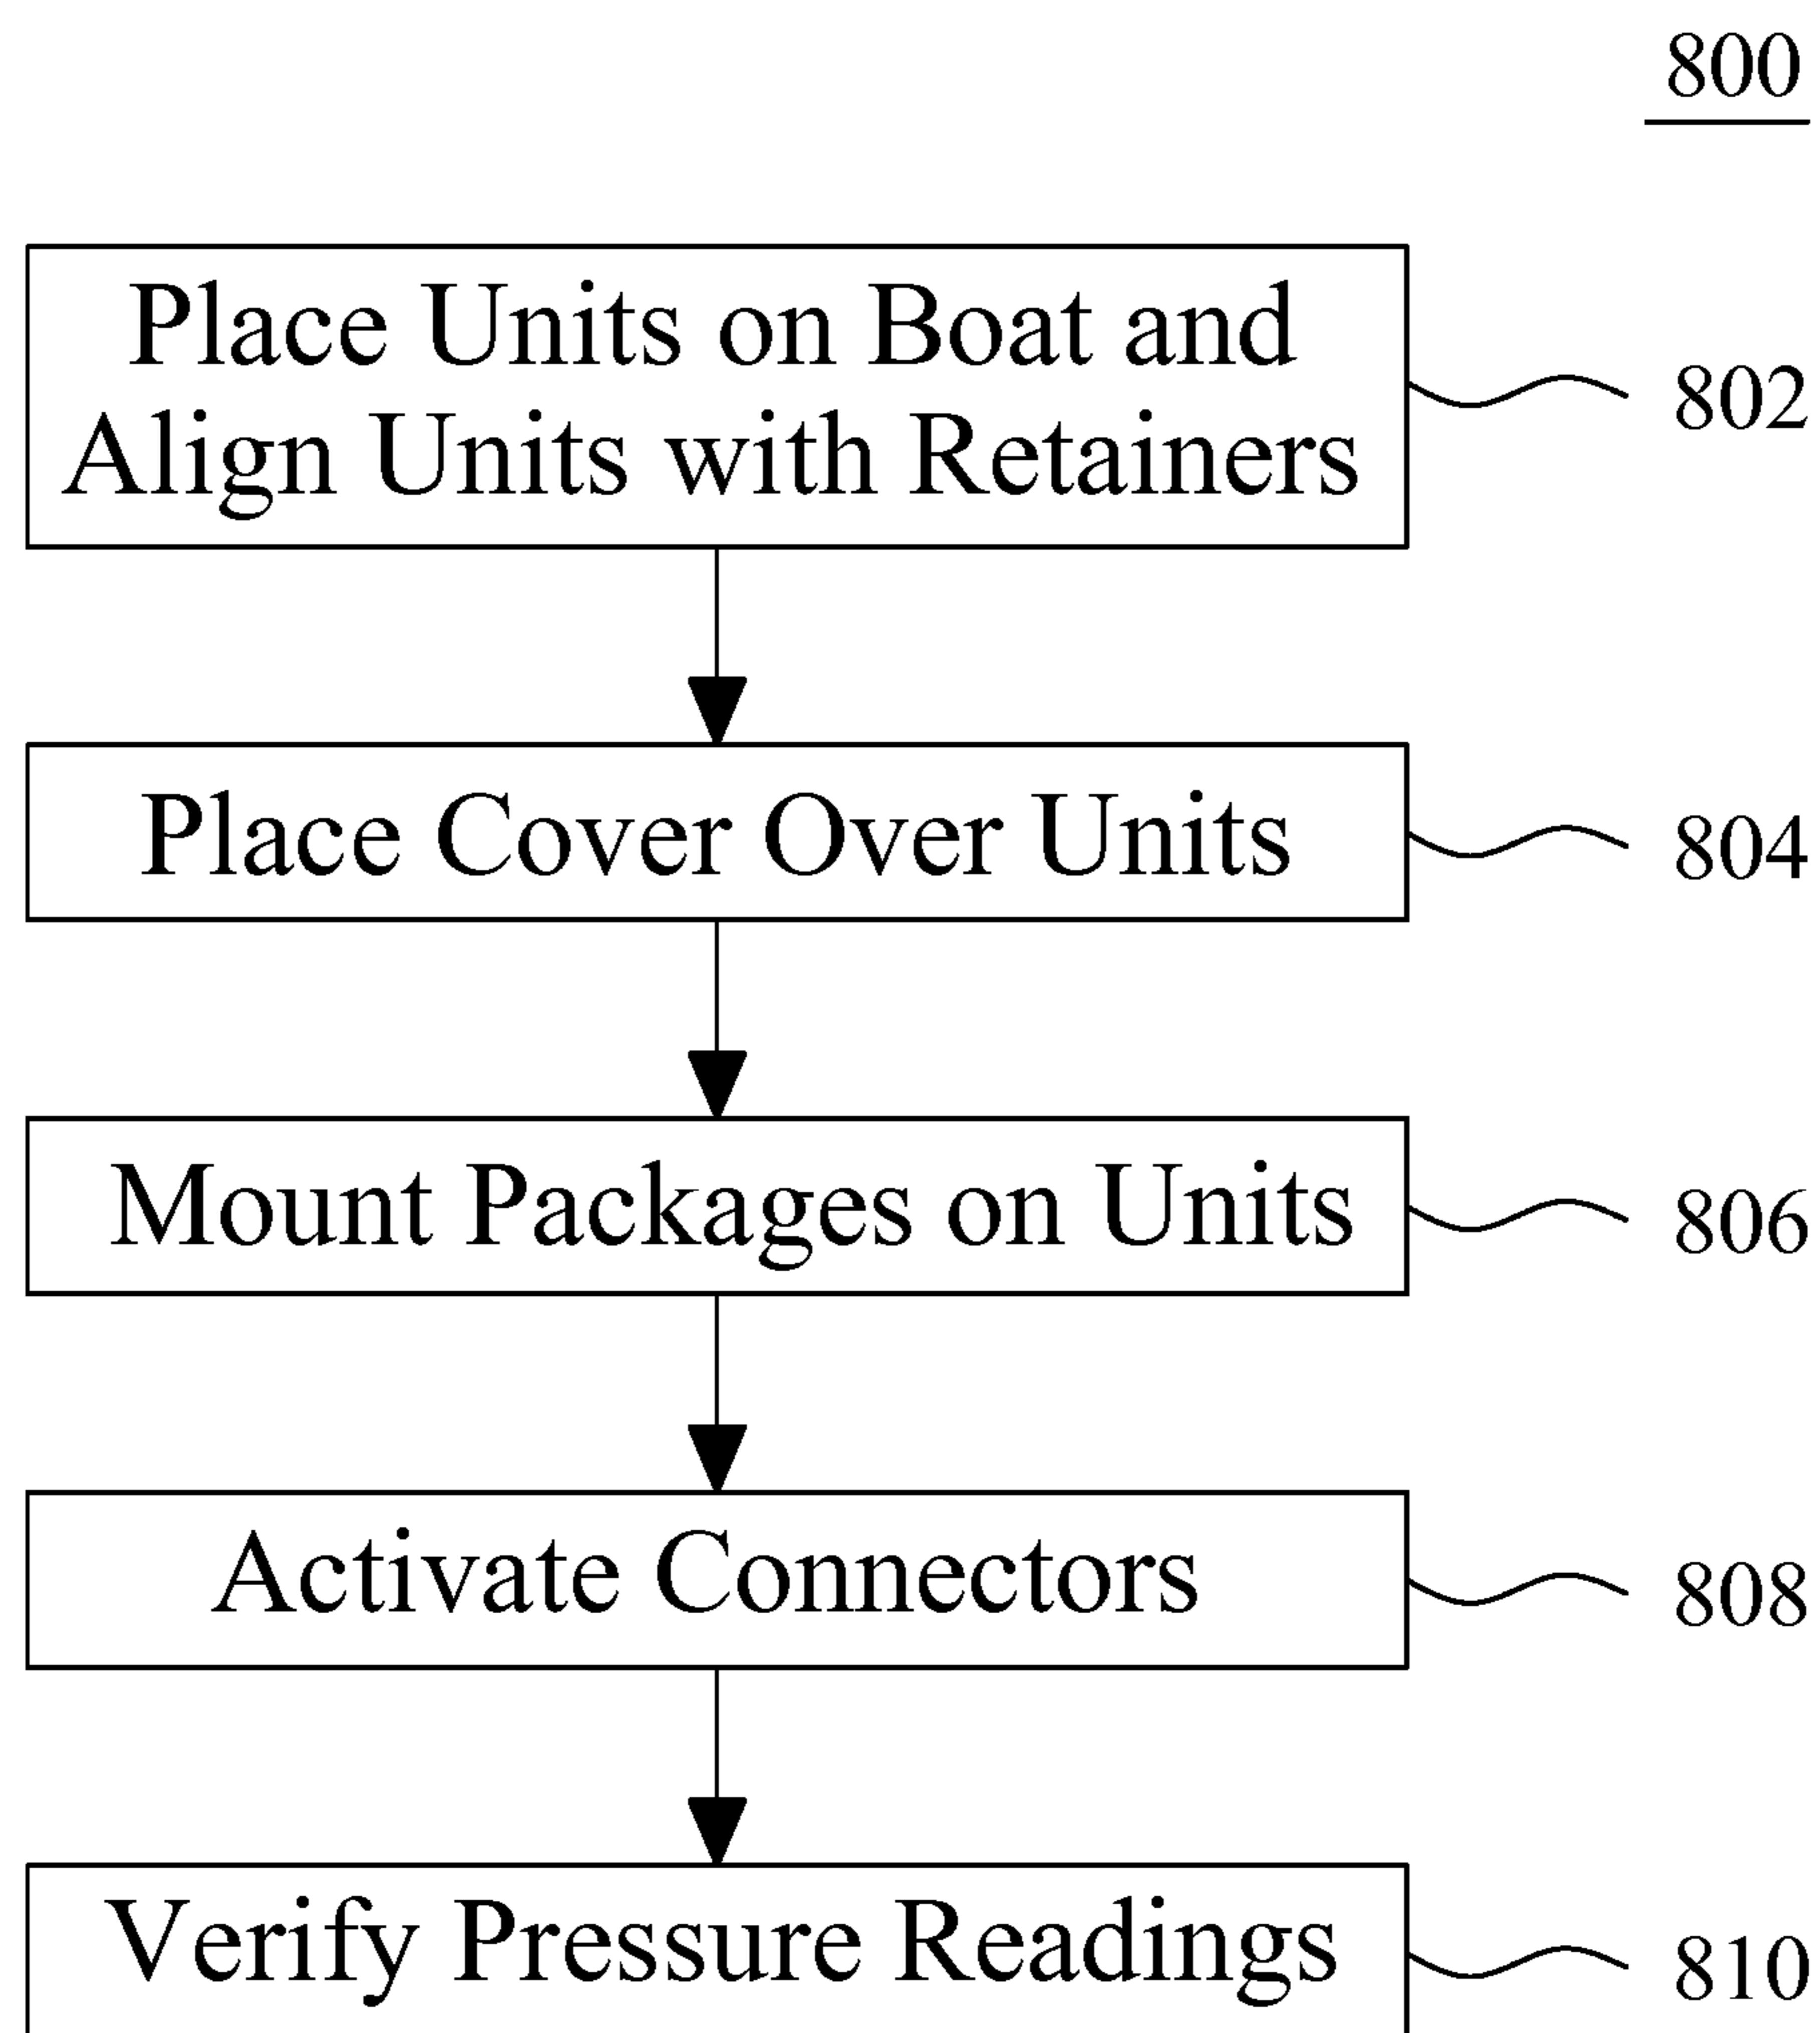 800
Place Units on Boat and
Align Units with Retainers
802
Place Cover Over Units
804
Mount Packages on Units
806
Activate Connectors
808
Verify Pressure Readings
810